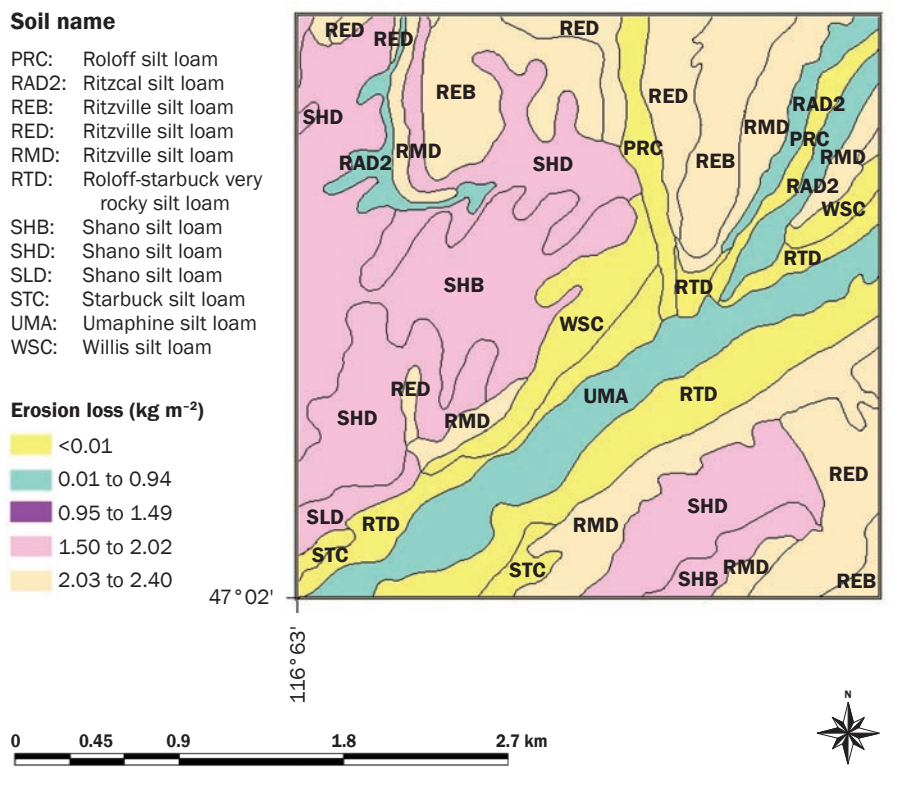 Soil name
PRC: Roloff silt loam
RAD2: Ritzcal silt loam
REB: Ritzville silt loam
RED: Ritzville silt loam
RMD: Ritzville silt loam
RTD: Roloff-starbuck very
rocky silt loam
SHB: Shano silt loam
SHD: Shano silt loam
SLD: Shano silt loam
STC: Starbuck silt loam
UMA: Umaphine silt loam
WSC: Willis silt loam
Erosion loss (kg m⁻²)
<0.01
0.01 to 0.94
0.95 to 1.49
1.50 to 2.02
2.03 to 2.40
RED
RED
RED
REB
RED
RAD2
SHD
RMD
PRC
RMD
PRC
RMD
RAD2
SHD
REB
RAD2
WSC
RTD
SHB
RTD
WSC
RED
UMA
RTD
SHD
RMD
RED
SHD
SLD
RTD
RMD
STC
STC
RMD
SHB
REB
47°02'
116°63'
N
0 0.45 0.9 1.8 2.7 km